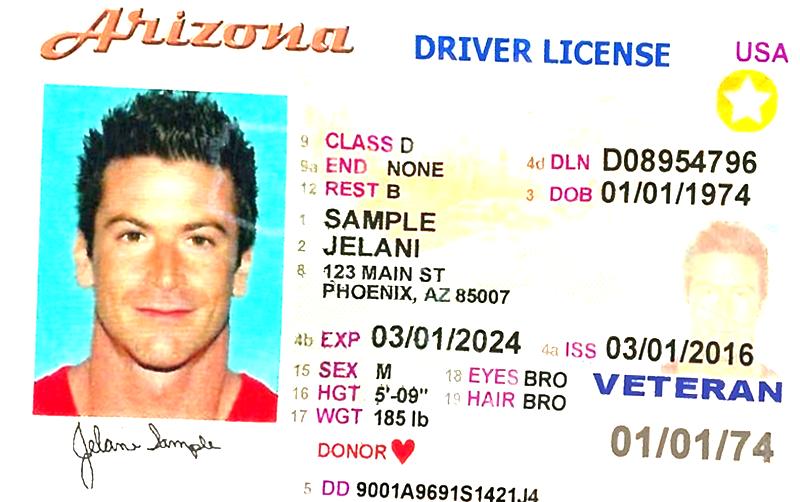 Arizona
DRIVER LICENSE
USA
9 CLASS D
9a END NONE
4d DLN D08954796
12 REST B
3 DOB 01/01/1974
1 SAMPLE
2 JELANI
8 123 MAIN ST
PHOENIX, AZ 85007
4b EXP 03/01/2024
4a ISS 03/01/2016
15 SEX M
18 EYES BRO
16 HGT 5'-09"
19 HAIR BRO
VETERAN
17 WGT 185 lb
01/01/74
DONOR
5 DD 9001A9691S1421J4
Jelani Sample